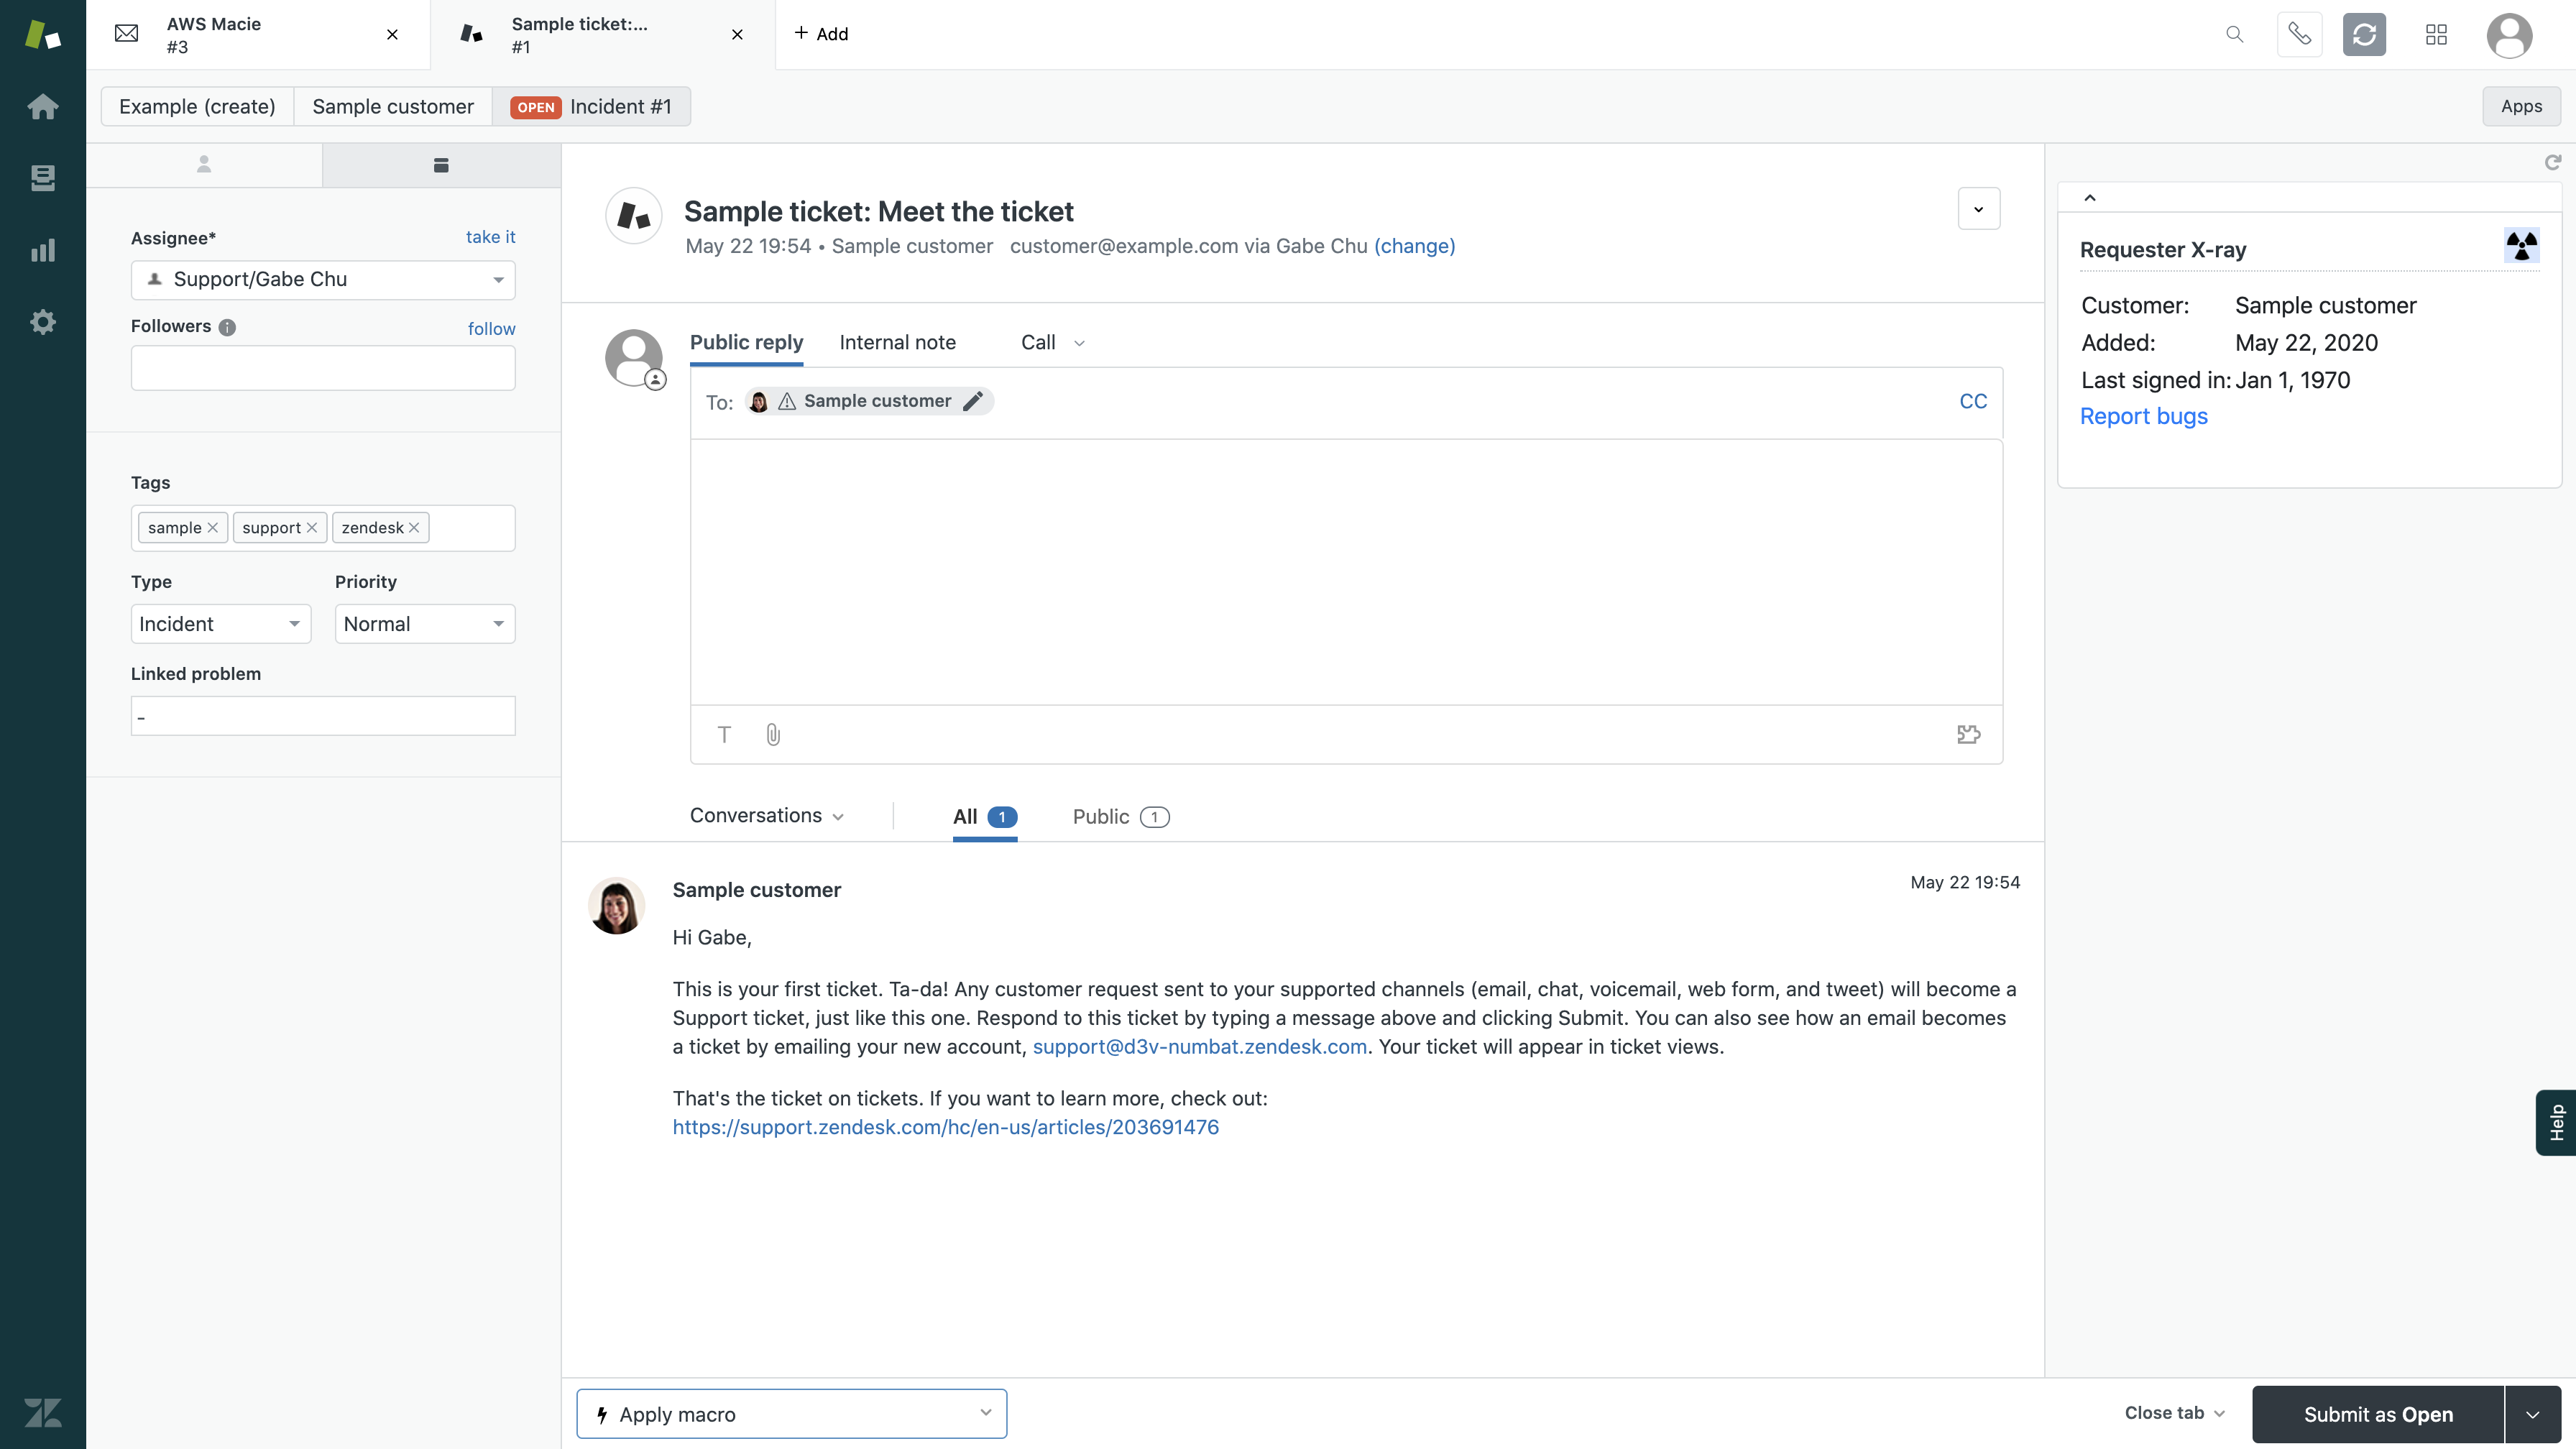 AWS Macie
#3
Sample ticket:...
#1
+ Add
Example (create)
Sample customer
OPEN Incident #1
Apps
Assignee*
take it
Support/Gabe Chu
Followers
follow
Tags
sample
support
zendesk
Type
Priority
Incident
Normal
Linked problem
-
Sample ticket: Meet the ticket
May 22 19:54 • Sample customer customer@example.com via Gabe Chu (change)
Public reply
Internal note
Call
To: Sample customer
CC
T
Conversations
All 1
Public 1
Sample customer
May 22 19:54
Hi Gabe,
This is your first ticket. Ta-da! Any customer request sent to your supported channels (email, chat, voicemail, web form, and tweet) will become a
Support ticket, just like this one. Respond to this ticket by typing a message above and clicking Submit. You can also see how an email becomes
a ticket by emailing your new account, support@d3v-numbat.zendesk.com. Your ticket will appear in ticket views.
That's the ticket on tickets. If you want to learn more, check out:
https://support.zendesk.com/hc/en-us/articles/203691476
Requester X-ray
Customer: Sample customer
Added: May 22, 2020
Last signed in: Jan 1, 1970
Report bugs
Help
Apply macro
Close tab
Submit as Open